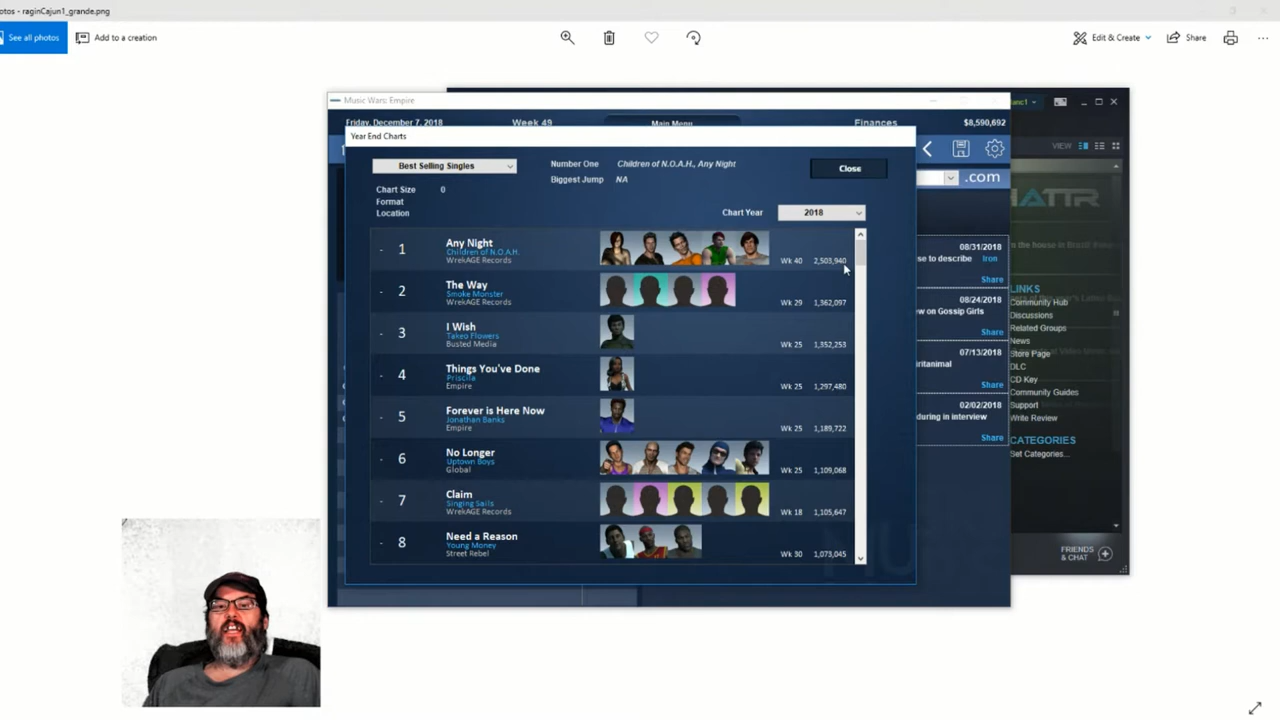 otos - raginCajun1_grande.png
See all photos
Add to a creation
Edit & Create
Share
Music Wars: Empire
Friday, December 7, 2018
Week 49
Main Menu
Finances
$8,590,692
Year End Charts
Best Selling Singles
Number One
Children of N.O.A.H., Any Night
Biggest Jump
NA
Close
Chart Size
0
Format
Location
Chart Year
2018
- 1
Any Night
Children of N.O.A.H.
WrekAGE Records
Wk 40
2,503,940
- 2
The Way
Smoke Monster
WrekAGE Records
Wk 29
1,362,097
- 3
I Wish
Takeo Flowers
Busted Media
Wk 25
1,352,253
- 4
Things You've Done
Priscila
Empire
Wk 25
1,297,480
- 5
Forever is Here Now
Jonathan Banks
Empire
Wk 25
1,189,722
- 6
No Longer
Uptown Boys
Global
Wk 25
1,109,068
- 7
Claim
Singing Sails
WrekAGE Records
Wk 18
1,105,647
- 8
Need a Reason
Young Money
Street Rebel
Wk 30
1,073,045
.com
08/31/2018
se to describe Iron
Share
08/24/2018
w on Gossip Girls
Share
07/13/2018
iritanimal
Share
02/02/2018
during in interview
Share
anc1
VIEW
HATTR
LINKS
Community Hub
Discussions
Related Groups
News
Store Page
DLC
CD Key
Community Guides
Support
Write Review
CATEGORIES
Set Categories...
FRIENDS
& CHAT